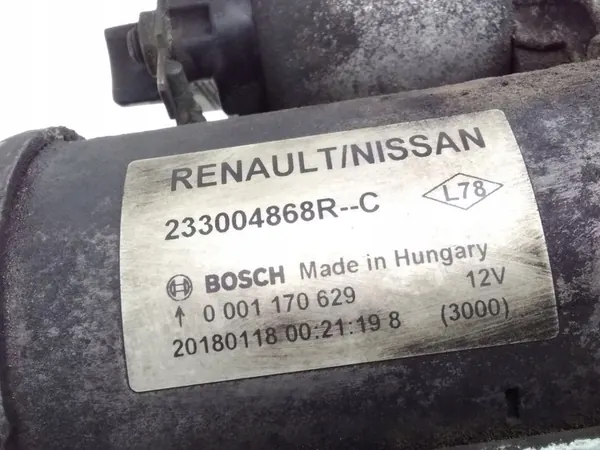 RENAULT/NISSAN
233004868R--C
L78
BOSCH Made in Hungary
0 001 170 629 12V
20180118 00:21:19 8 (3000)